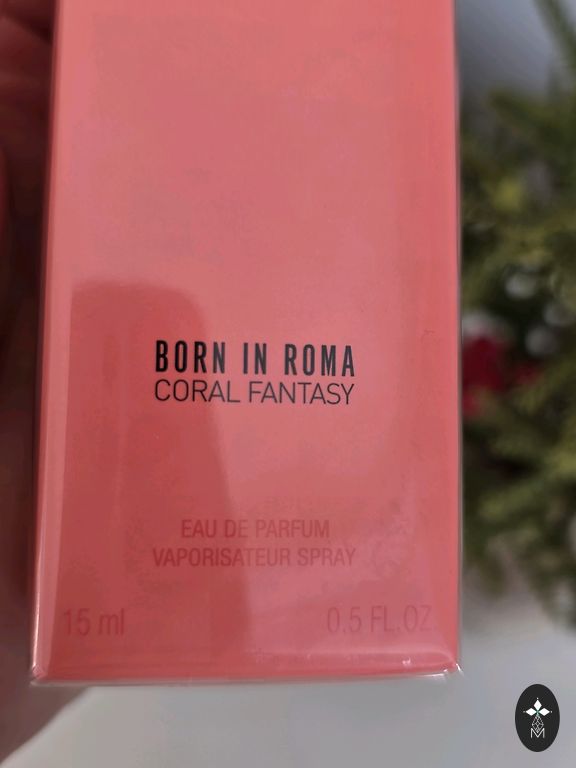 BORN IN ROMA
CORAL FANTASY
EAU DE PARFUM
VAPORISATEUR SPRAY
15 ml 0.5 FL.OZ
M